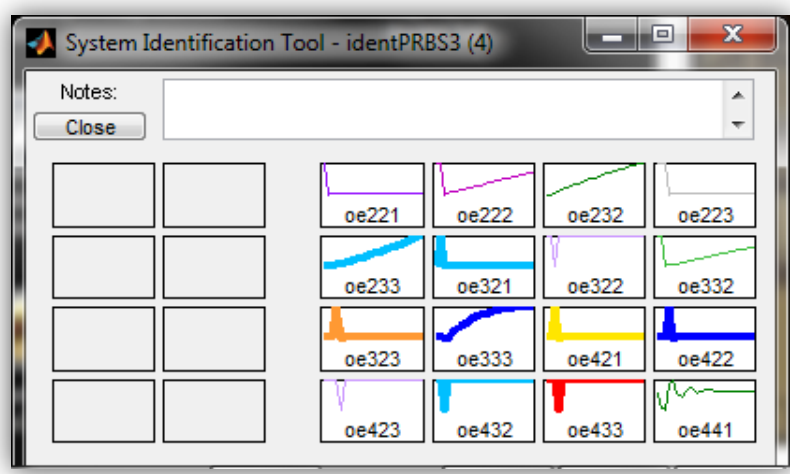 System Identification Tool - identPRBS3 (4)
Notes:
Close
oe221 oe222 oe232 oe223
oe233 oe321 oe322 oe332
oe323 oe333 oe421 oe422
oe423 oe432 oe433 oe441